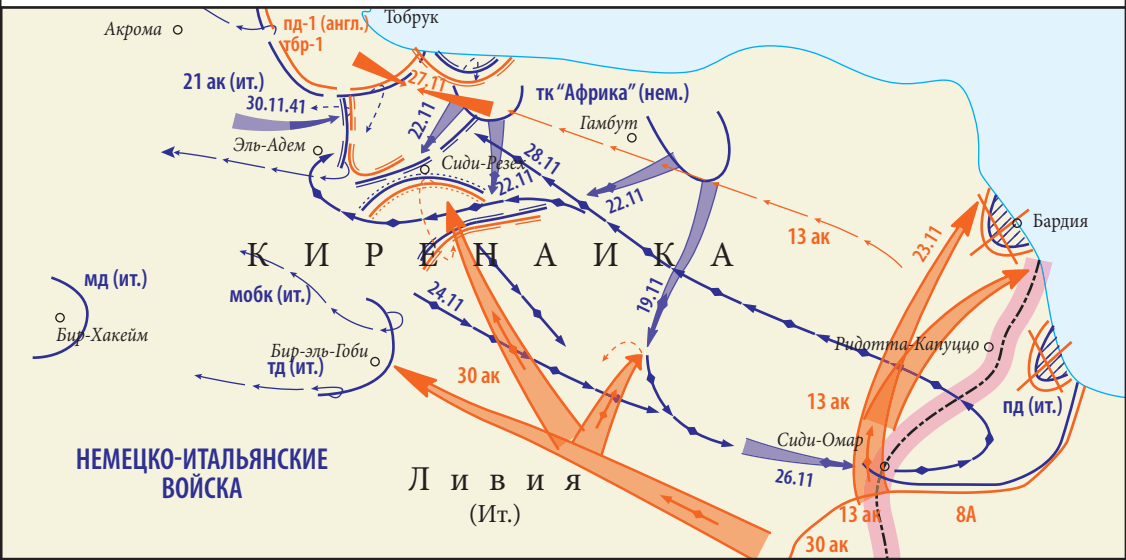 Тобрук
Акрома
пд-1 (англ.)
тбр-1
21 ак (ит.)
27.11
тк “Африка” (нем.)
30.11.41
22.11
Гамбут
Эль-Адем
28.11
Сиди-Резех
22.11
22.11
Бардия
13 ак
23.11
КИРЕНАИКА
мд (ит.)
мобк (ит.)
24.11
19.11
Бир-Хакейм
Бир-эль-Гоби
Ридотта-Капуццо
тд (ит.)
30 ак
13 ак
пд (ит.)
Сиди-Омар
НЕМЕЦКО-ИТАЛЬЯНСКИЕ
ВОЙСКА
Ливия
(Ит.)
26.11
13 ак
8А
30 ак